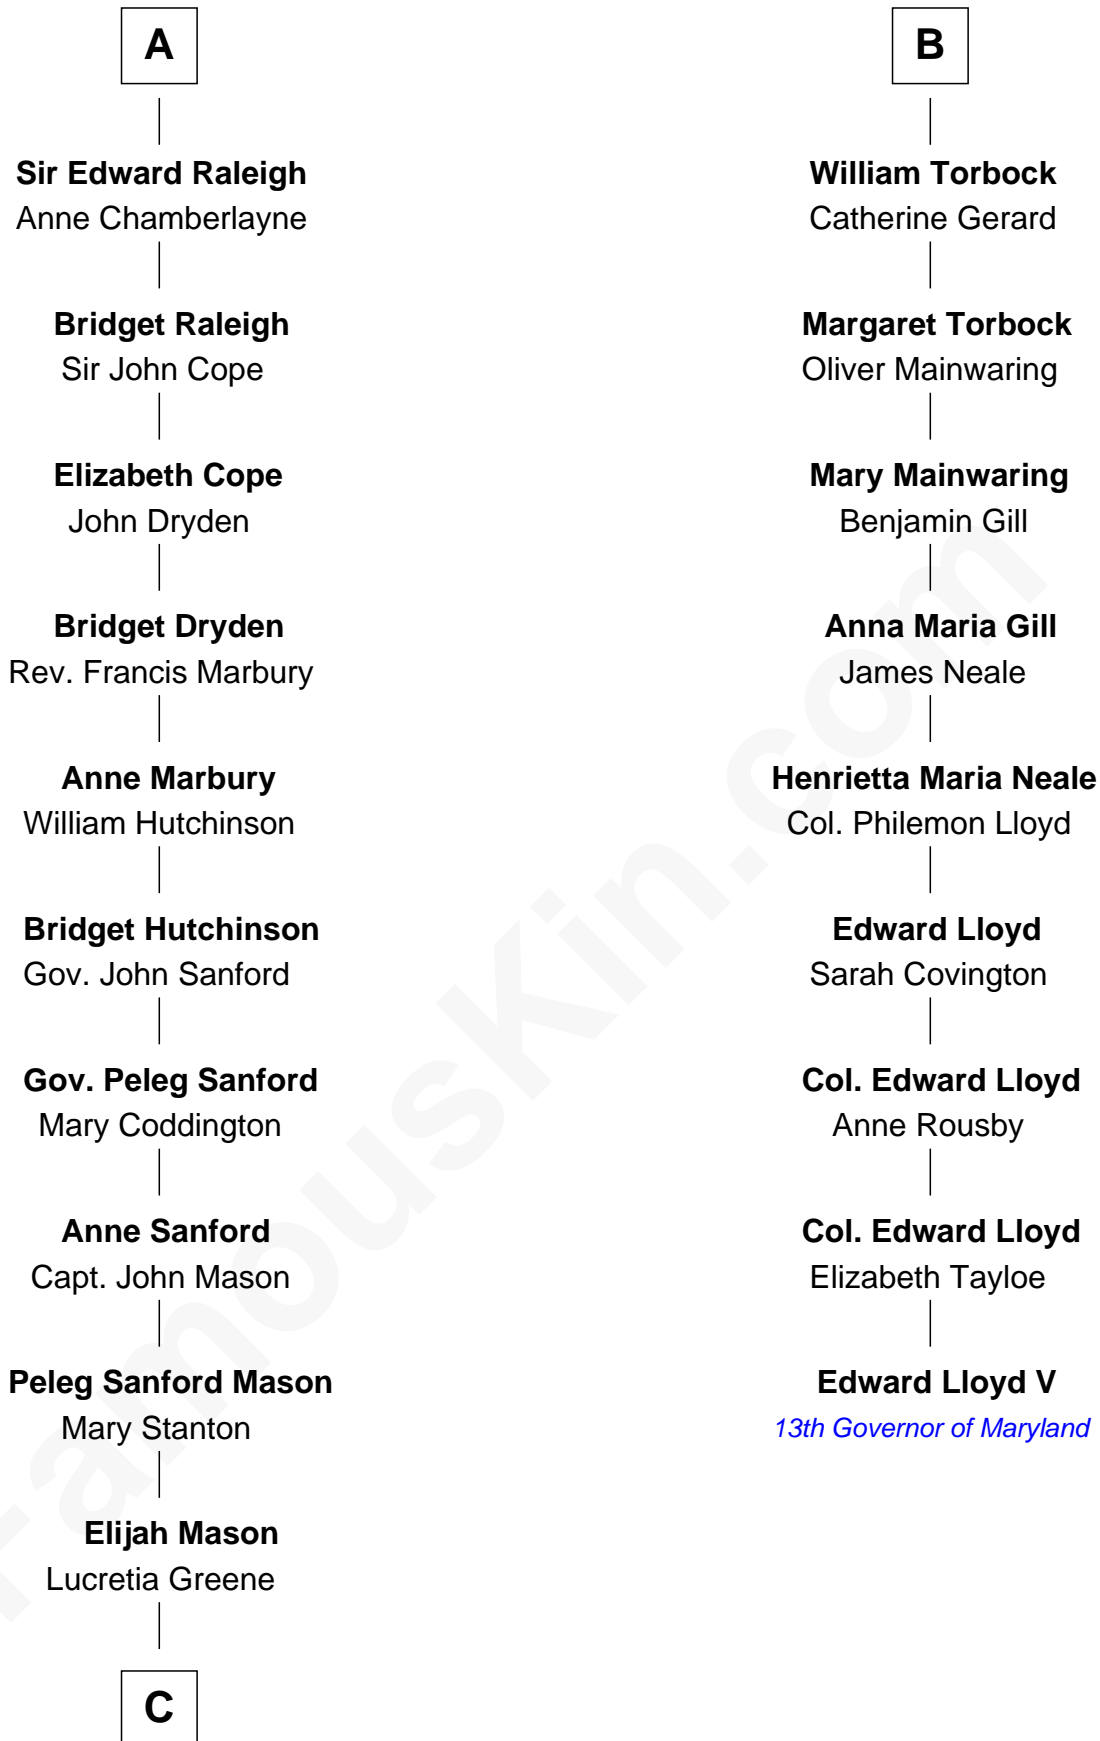 A
Sir Edward Raleigh
Anne Chamberlayne
Bridget Raleigh
Sir John Cope
Elizabeth Cope
John Dryden
Bridget Dryden
Rev. Francis Marbury
Anne Marbury
William Hutchinson
Bridget Hutchinson
Gov. John Sanford
Gov. Peleg Sanford
Mary Coddington
Anne Sanford
Capt. John Mason
Peleg Sanford Mason
Mary Stanton
Elijah Mason
Lucretia Greene
C
B
William Torbock
Catherine Gerard
Margaret Torbock
Oliver Mainwaring
Mary Mainwaring
Benjamin Gill
Anna Maria Gill
James Neale
Henrietta Maria Neale
Col. Philemon Lloyd
Edward Lloyd
Sarah Covington
Col. Edward Lloyd
Anne Rousby
Col. Edward Lloyd
Elizabeth Tayloe
Edward Lloyd V
13th Governor of Maryland
FamousKin.com